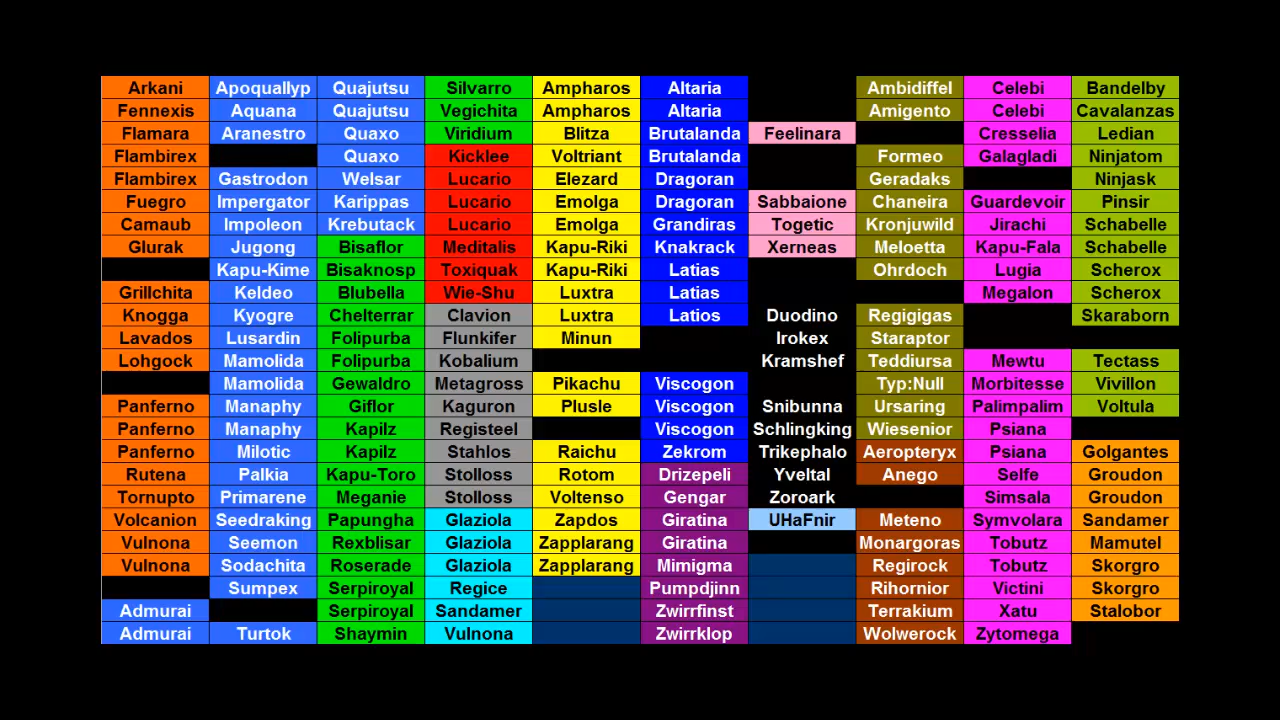 Arkani Apoquallyp Quajutsu Silvarro Ampharos Altaria Ambidiffel Celebi Bandelby
Fennexis Aquana Quajutsu Vegichita Ampharos Altaria Amigento Celebi Cavalanzas
Flamara Aranestro Quaxo Viridium Blitza Brutalanda Feelinara Cresselia Ledian
Flambirex Quaxo Kicklee Voltriant Brutalanda Formeo Galagladi Ninjatom
Flambirex Gastrodon Welsar Lucario Elezard Dragoran Geradaks Ninjask
Fuegro Impergator Karippas Lucario Emolga Dragoran Sabbaione Chaneira Guardevoir Pinsir
Camaub Impoleon Krebutack Lucario Emolga Grandiras Togetic Kronjuwild Jirachi Schabelle
Glurak Jugong Bisaflor Meditalis Kapu-Riki Knakrack Xerneas Meloetta Kapu-Fala Schabelle
Kapu-Kime Bisaknosp Toxiquak Kapu-Riki Latias Ohrdoch Lugia Scherox
Grillchita Keldeo Blubella Wie-Shu Luxtra Latias Megalon Scherox
Knogga Kyogre Chelterrar Clavion Luxtra Latios Duodino Regigigas Skaraborn
Lavados Lusardin Folipurba Flunkifer Minun Irokex Staraptor
Lohgock Mamolida Folipurba Kobalium Kramshef Teddiursa Mewtu Tectass
Mamolida Gewaldro Metagross Pikachu Viscogon Typ:Null Morbitesse Vivillon
Panferno Manaphy Giflor Kaguron Plusle Viscogon Snibunna Ursaring Palimpalim Voltula
Panferno Manaphy Kapilz Registeel Viscogon Schlingking Wiesenior Psiana
Panferno Milotic Kapilz Stahlos Raichu Zekrom Trikephalo Aeropteryx Psiana Golgantes
Rutena Palkia Kapu-Toro Stolloss Rotom Drizepeli Yveltal Anego Selfe Groudon
Tornupto Primarene Meganie Stolloss Voltenso Gengar Zoroark Simsala Groudon
Volcanion Seedraking Papungha Glaziola Zapdos Giratina UHaFnir Meteno Symvolara Sandamer
Vulnona Seemon Rexblisar Glaziola Zapplarang Giratina Monargoras Tobutz Mamutel
Vulnona Sodachita Roserade Glaziola Zapplarang Mimigma Regirock Tobutz Skorgro
Sumpex Serpiroyal Regice Pumpdjinn Rihornior Victini Skorgro
Admurai Serpiroyal Sandamer Zwirrfinst Terrakium Xatu Stalobor
Admurai Turtok Shaymin Vulnona Zwirrklop Wolwerock Zytomega